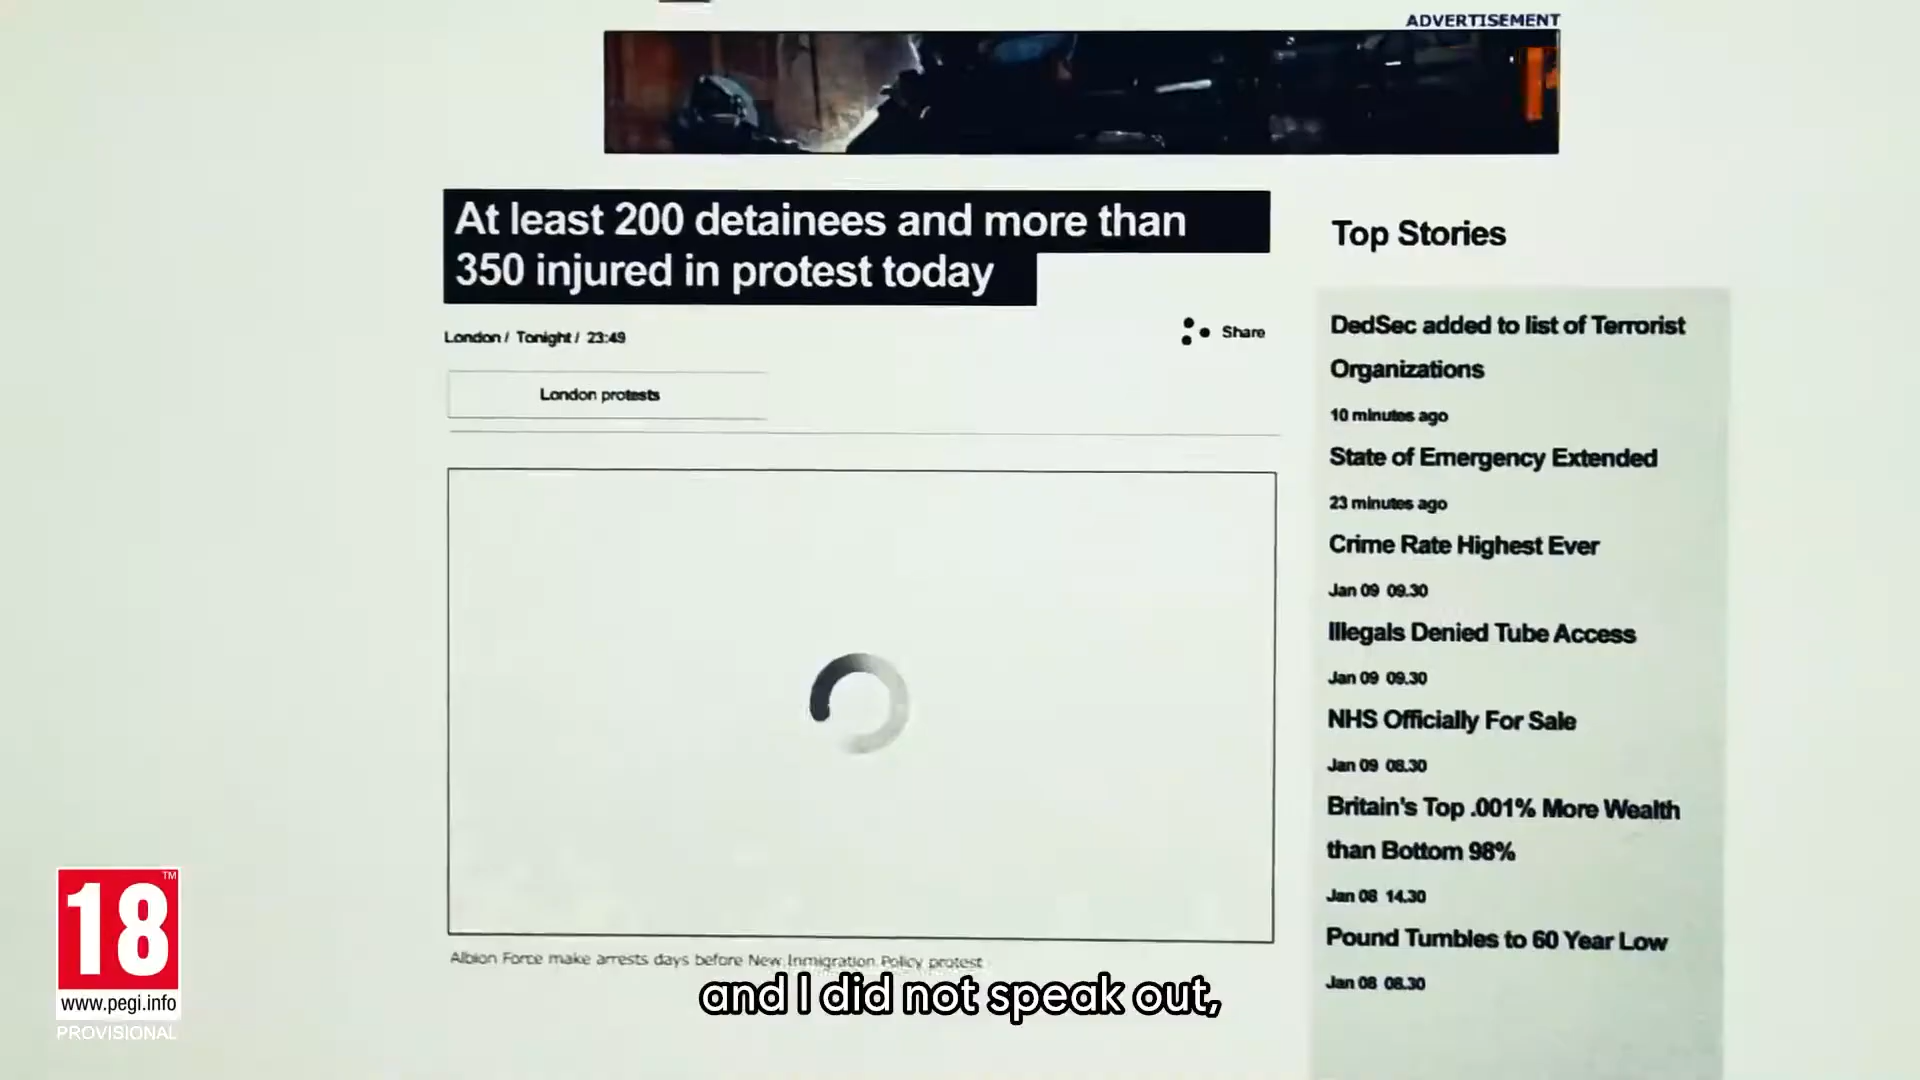 ADVERTISEMENT
At least 200 detainees and more than
350 injured in protest today
London / Tonight / 23:49
Share
London protests
Albion Force make arrests days before New Inmigration Policy protest
Top Stories
DedSec added to list of Terrorist
Organizations
10 minutes ago
State of Emergency Extended
23 minutes ago
Crime Rate Highest Ever
Jan 09 09.30
Illegals Denied Tube Access
Jan 09 09.30
NHS Officially For Sale
Jan 09 08.30
Britain's Top .001% More Wealth
than Bottom 98%
Jan 08 14.30
Pound Tumbles to 60 Year Low
Jan 08 08.30
and I did not speak out,
18 TM
www.pegi.info
PROVISIONAL